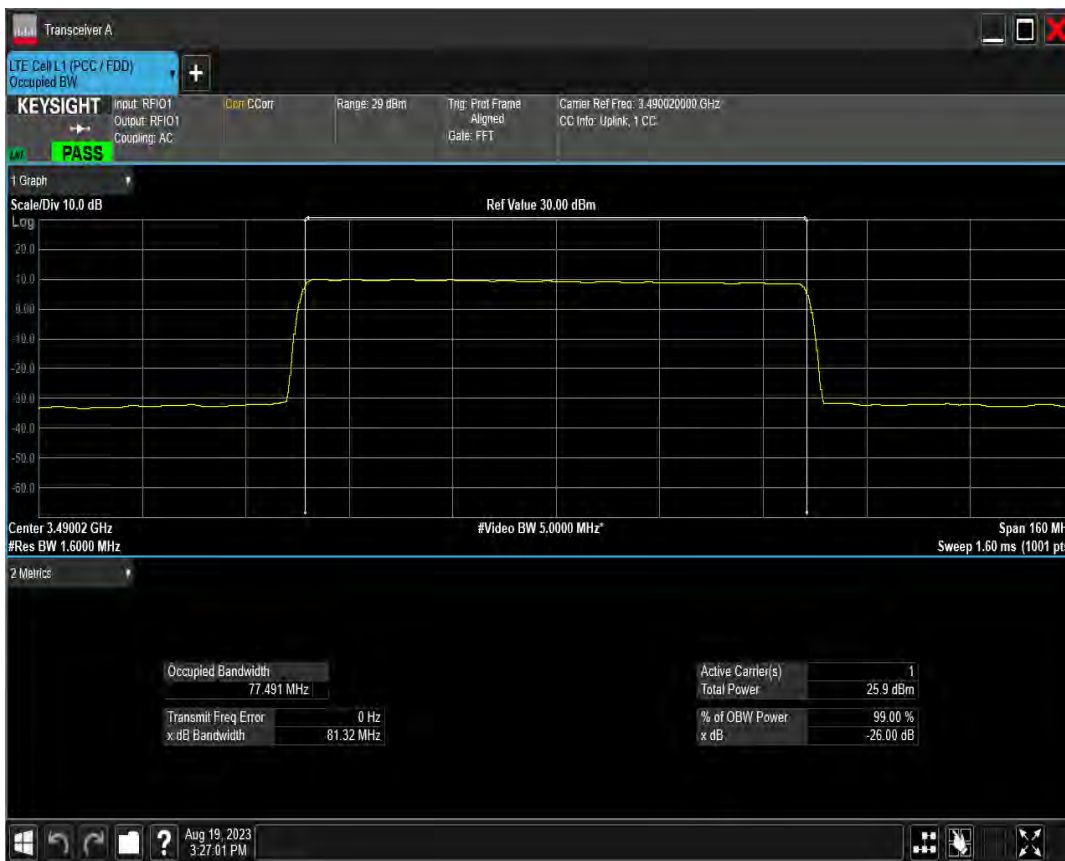 Transceiver A
LTE Cell L1 (PCC / FDD)
Occupied BW
+
KEYSIGHT
PASS
LNI
Input: RFIO1
Output: RFIO1
Coupling: AC
Corr CCorr
Range: 29 dBm
Trig: Prot Frame
Aligned
Gate: FFT
Carrier Ref Freq: 3.490020000 GHz
CC Info: Uplink, 1 CC
1 Graph
Scale/Div 10.0 dB
Ref Value 30.00 dBm
Log
20.0
10.0
0.00
-10.0
-20.0
-30.0
-40.0
-50.0
-60.0
Center 3.49002 GHz
#Video BW 5.0000 MHz*
Span 160 MH
#Res BW 1.6000 MHz
Sweep 1.60 ms (1001 pts
2 Metrics
Occupied Bandwidth
77.491 MHz
Transmit Freq Error 0 Hz
x dB Bandwidth 81.32 MHz
Active Carrier(s) 1
Total Power 25.9 dBm
% of OBW Power 99.00 %
x dB -26.00 dB
?
Aug 19, 2023
3:27:01 PM